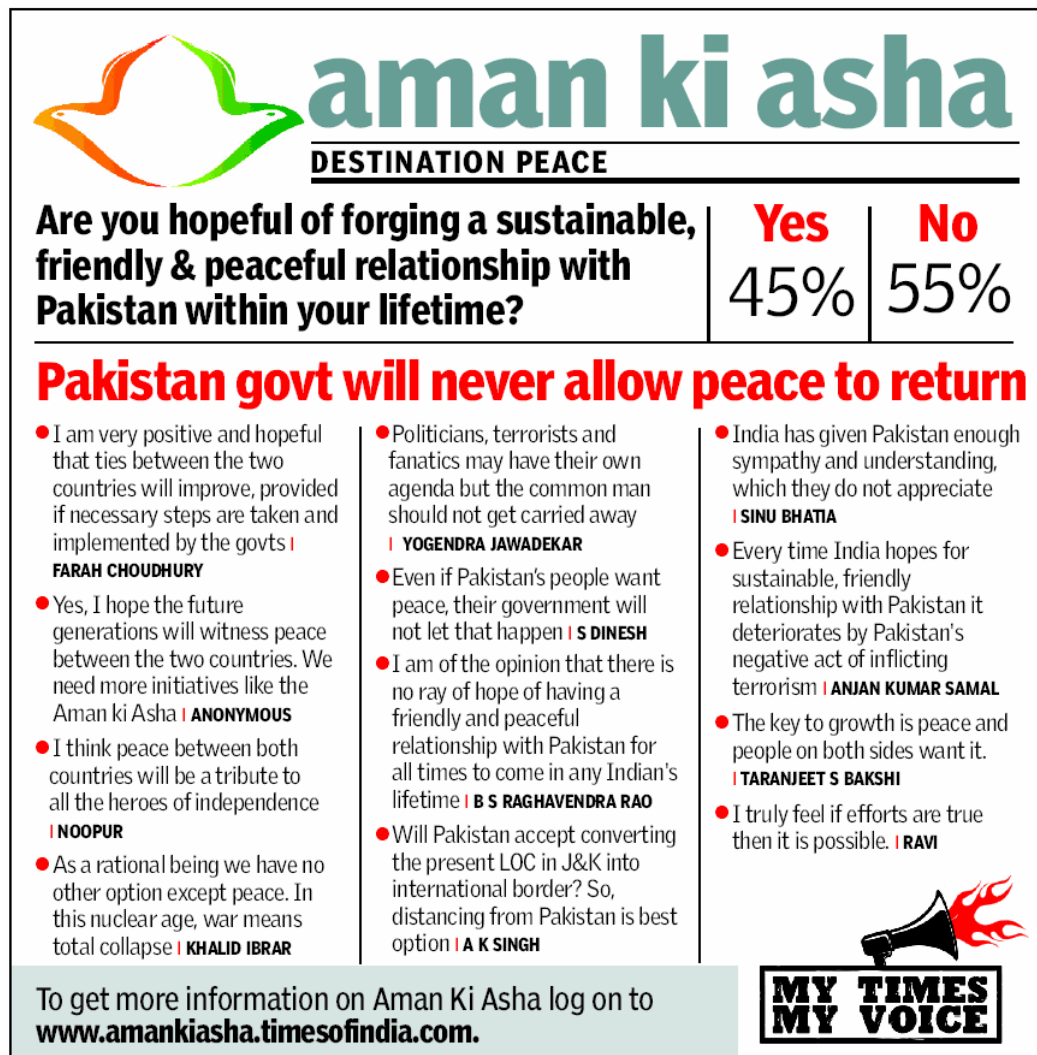 aman ki asha
DESTINATION PEACE
Are you hopeful of forging a sustainable,
friendly & peaceful relationship with
Pakistan within your lifetime?
Yes
45%
No
55%
Pakistan govt will never allow peace to return
• I am very positive and hopeful
that ties between the two
countries will improve, provided
if necessary steps are taken and
implemented by the govts |
FARAH CHOUDHURY
• Yes, I hope the future
generations will witness peace
between the two countries. We
need more initiatives like the
Aman ki Asha | ANONYMOUS
• I think peace between both
countries will be a tribute to
all the heroes of independence
| NOOPUR
• As a rational being we have no
other option except peace. In
this nuclear age, war means
total collapse | KHALID IBRAR
• Politicians, terrorists and
fanatics may have their own
agenda but the common man
should not get carried away
| YOGENDRA JAWADEKAR
• Even if Pakistan's people want
peace, their government will
not let that happen | S DINESH
• I am of the opinion that there is
no ray of hope of having a
friendly and peaceful
relationship with Pakistan for
all times to come in any Indian's
lifetime | B S RAGHAVENDRA RAO
• Will Pakistan accept converting
the present LOC in J&K into
international border? So,
distancing from Pakistan is best
option | A K SINGH
• India has given Pakistan enough
sympathy and understanding,
which they do not appreciate
| SINU BHATIA
• Every time India hopes for
sustainable, friendly
relationship with Pakistan it
deteriorates by Pakistan's
negative act of inflicting
terrorism | ANJAN KUMAR SAMAL
• The key to growth is peace and
people on both sides want it.
| TARANJEET S BAKSHI
• I truly feel if efforts are true
then it is possible. | RAVI
To get more information on Aman Ki Asha log on to
www.amankiasha.timesofindia.com.
MY TIMES
MY VOICE